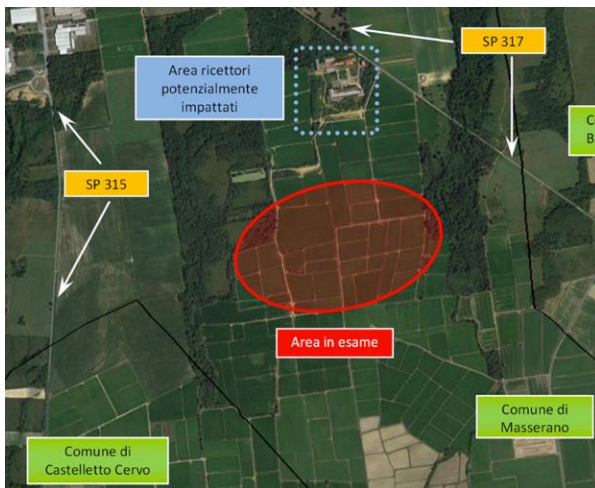 SP 317
Area ricettori
potenzialmente
impattati
SP 315
Area in esame
Comune di
Masserano
Comune di
Castelletto Cervo